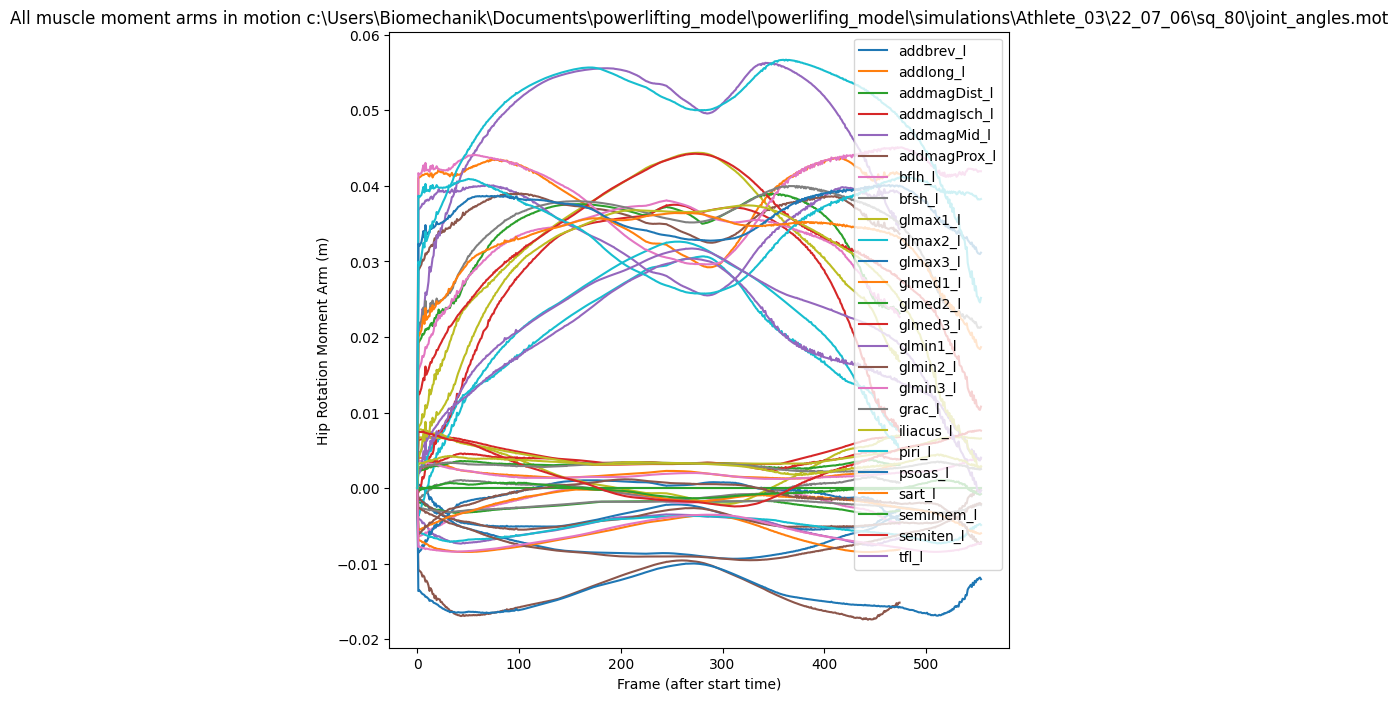 All muscle moment arms in motion c:\Users\Biomechanik\Documents\powerlifting_model\powerlifing_model\simulations\Athlete_03\22_07_06\sq_80\joint_angles.mot
0.06
0.05
0.04
0.03
0.02
0.01
0.00
−0.01
−0.02
Hip Rotation Moment Arm (m)
0
100
200
300
400
500
Frame (after start time)
addbrev_l
addlong_l
addmagDist_l
addmagIsch_l
addmagMid_l
addmagProx_l
bflh_l
bfsh_l
glmax1_l
glmax2_l
glmax3_l
glmed1_l
glmed2_l
glmed3_l
glmin1_l
glmin2_l
glmin3_l
grac_l
iliacus_l
piri_l
psoas_l
sart_l
semimem_l
semiten_l
tfl_l